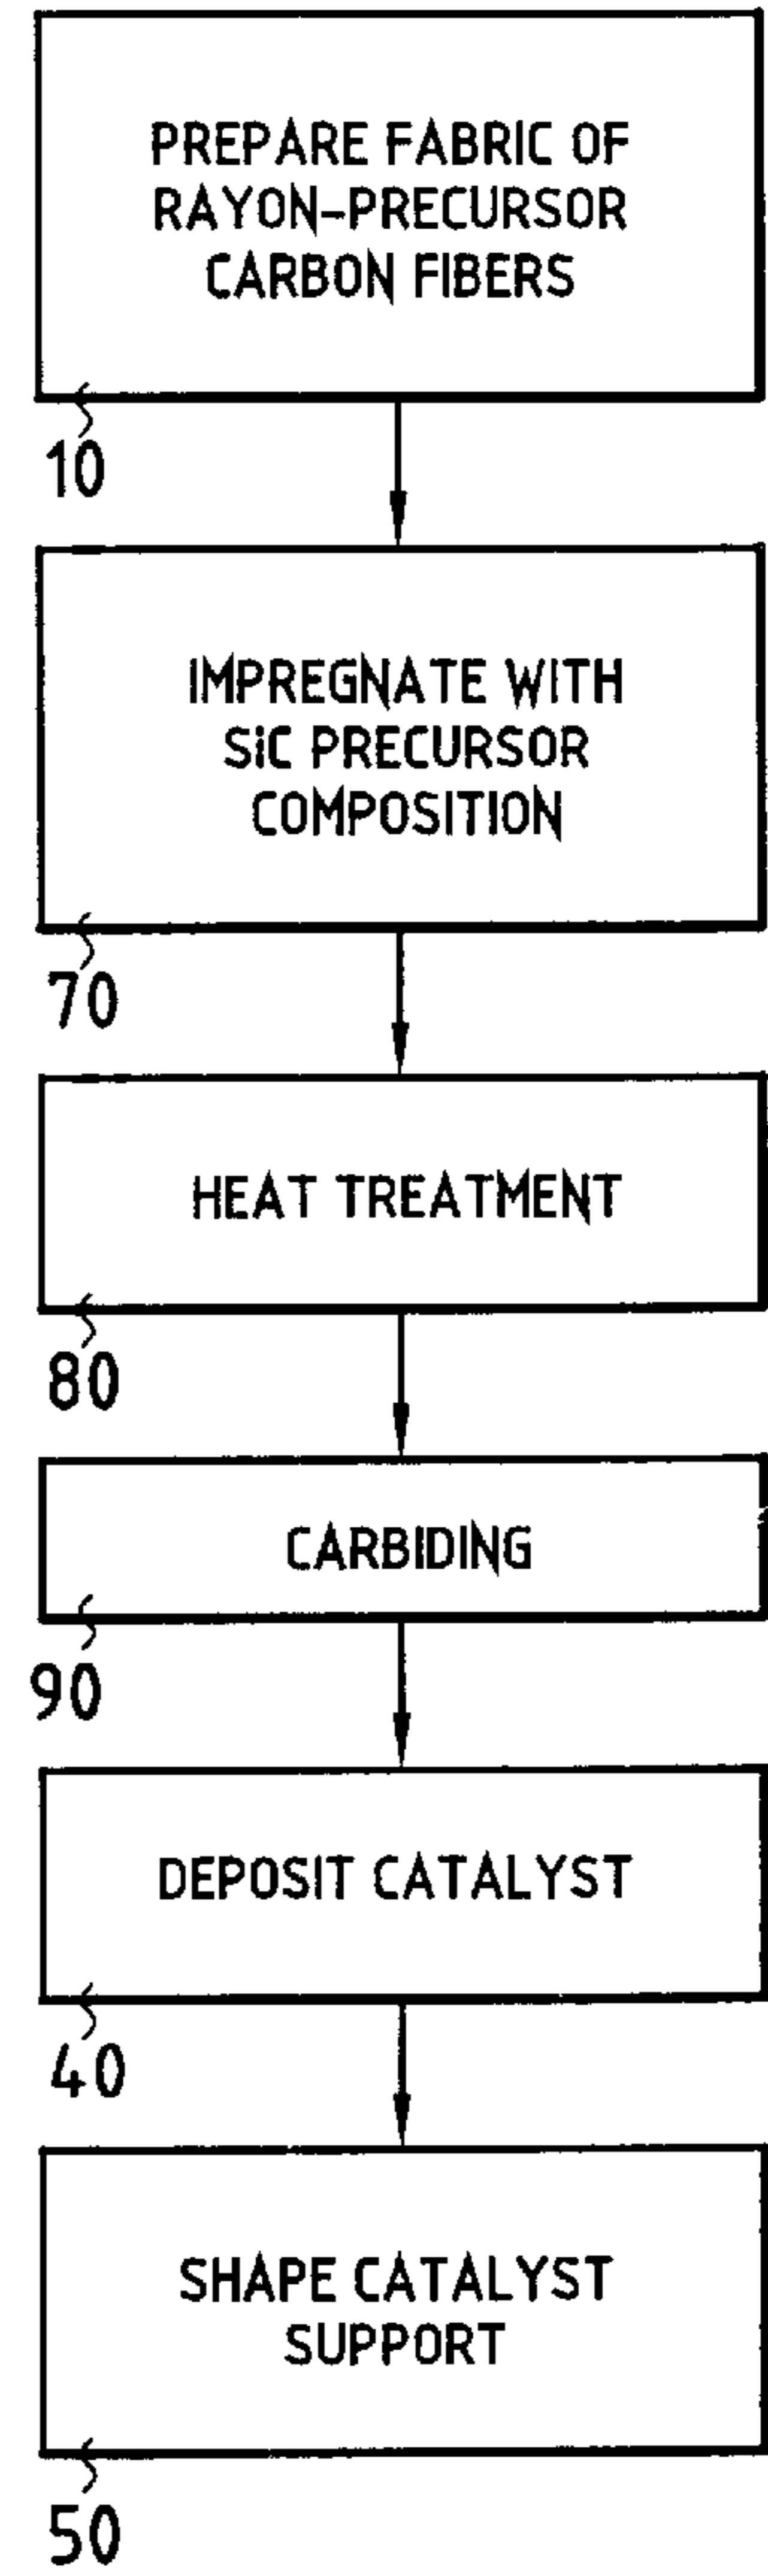 PREPARE FABRIC OF
RAYON-PRECURSOR
CARBON FIBERS
10
IMPREGNATE WITH
SiC PRECURSOR
COMPOSITION
70
HEAT TREATMENT
80
CARBIDING
90
DEPOSIT CATALYST
40
SHAPE CATALYST
SUPPORT
50